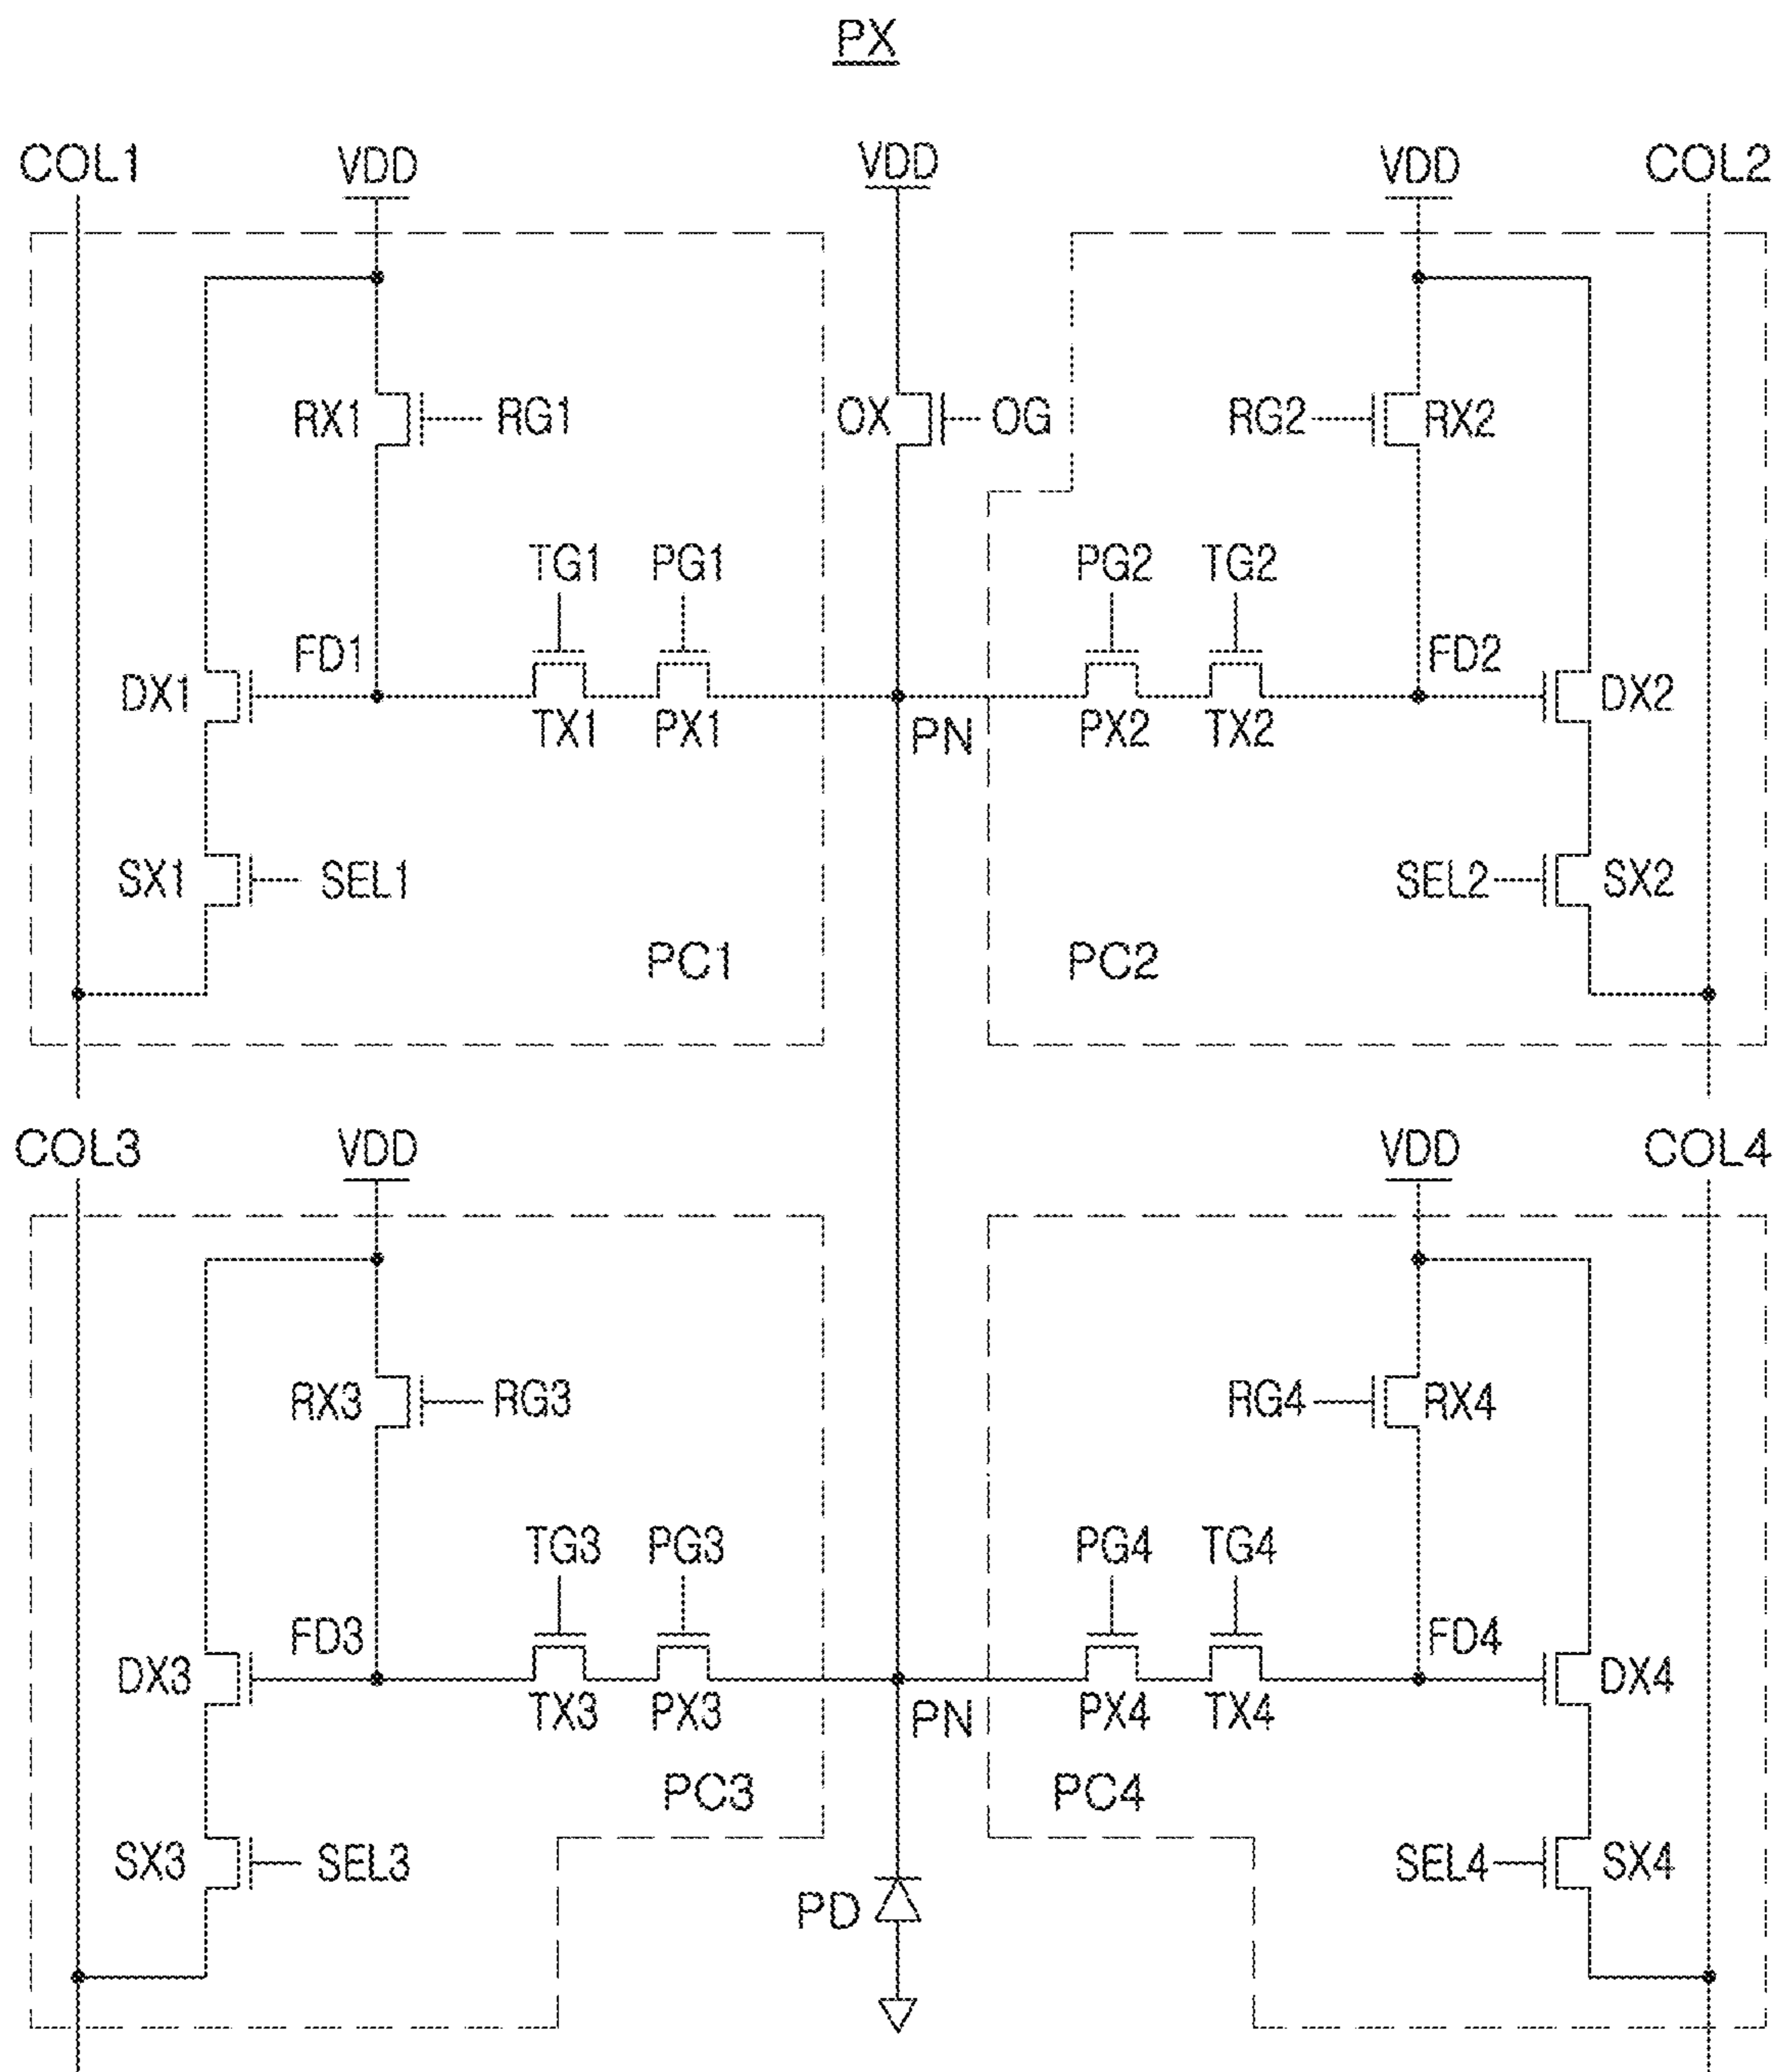 PX
COL1 VDD VDD VDD COL2
RX1 RG1 OX OG RG2 RX2
TG1 PG1 PG2 TG2
FD1 FD2
DX1 DX2
TX1 PX1 PN PX2 TX2
SX1 SEL1 SEL2 SX2
PC1 PC2
COL3 VDD VDD COL4
RX3 RG3 RG4 RX4
TG3 PG3 PG4 TG4
FD3 FD4
DX3 DX4
TX3 PX3 PN PX4 TX4
PC3 PC4
SX3 SEL3 SEL4 SX4
PD